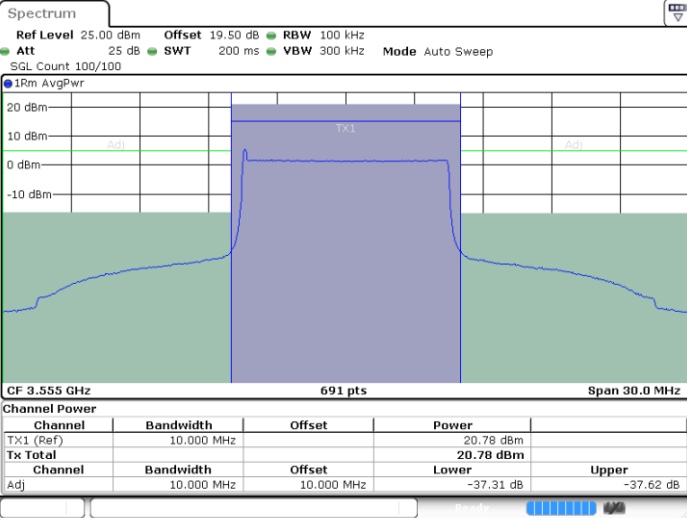 Spectrum
Ref Level 25.00 dBm Offset 19.50 dB RBW 100 kHz
Att 25 dB SWT 200 ms VBW 300 kHz Mode Auto Sweep
SGL Count 100/100
1Rm AvgPwr
20 dBm
TX1
10 dBm
Adj Adj
0 dBm
-10 dBm
CF 3.555 GHz 691 pts Span 30.0 MHz
Channel Power
Channel Bandwidth Offset Power
TX1 (Ref) 10.000 MHz 20.78 dBm
Tx Total 20.78 dBm
Channel Bandwidth Offset Lower Upper
Adj 10.000 MHz 10.000 MHz -37.31 dB -37.62 dB
Ready